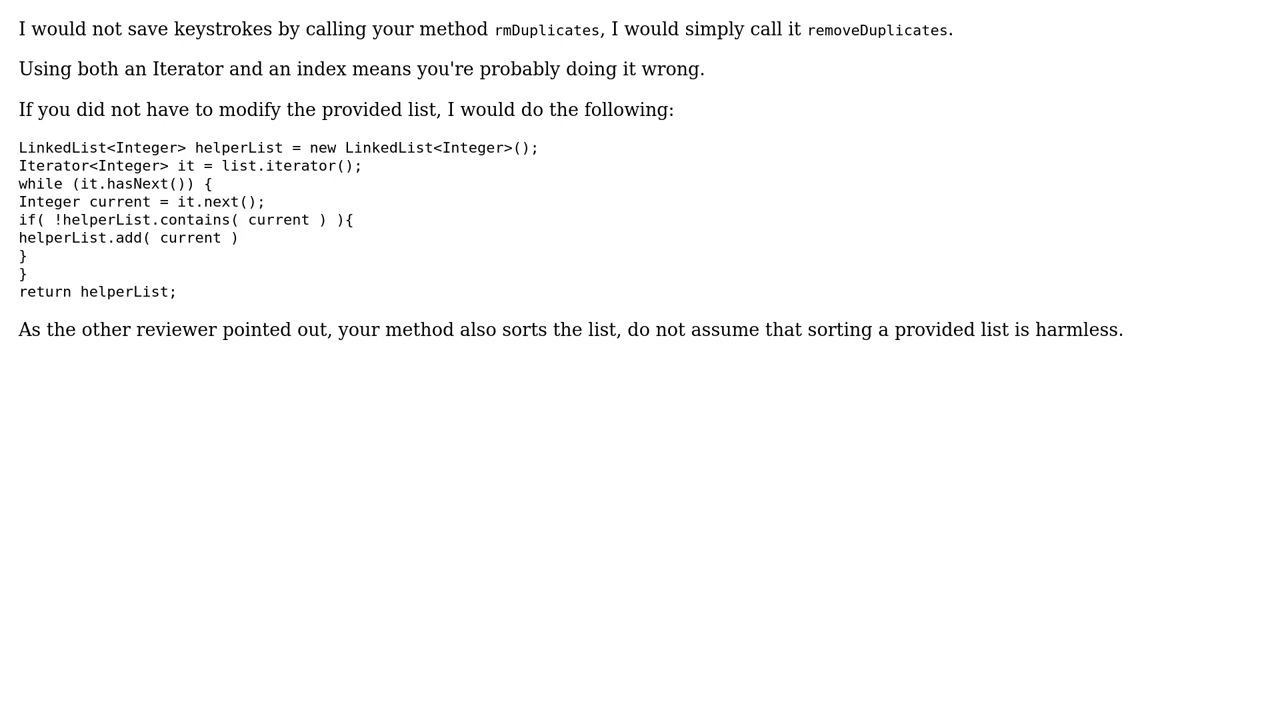 I would not save keystrokes by calling your method rmDuplicates, I would simply call it removeDuplicates.
Using both an Iterator and an index means you're probably doing it wrong.
If you did not have to modify the provided list, I would do the following:
LinkedList<Integer> helperList = new LinkedList<Integer>();
Iterator<Integer> it = list.iterator();
while (it.hasNext()) {
Integer current = it.next();
if( !helperList.contains( current ) ){
helperList.add( current )
}
}
return helperList;
As the other reviewer pointed out, your method also sorts the list, do not assume that sorting a provided list is harmless.